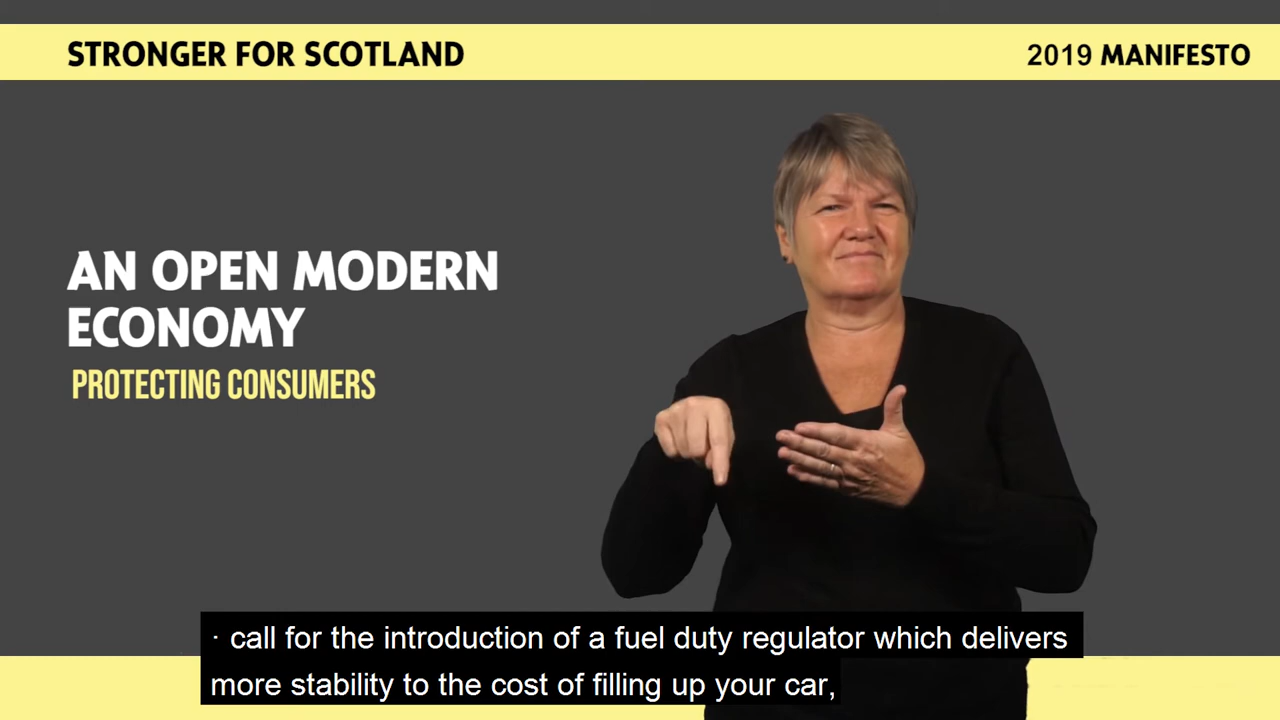 STRONGER FOR SCOTLAND
2019 MANIFESTO
AN OPEN MODERN
ECONOMY
PROTECTING CONSUMERS
· call for the introduction of a fuel duty regulator which delivers
more stability to the cost of filling up your car,